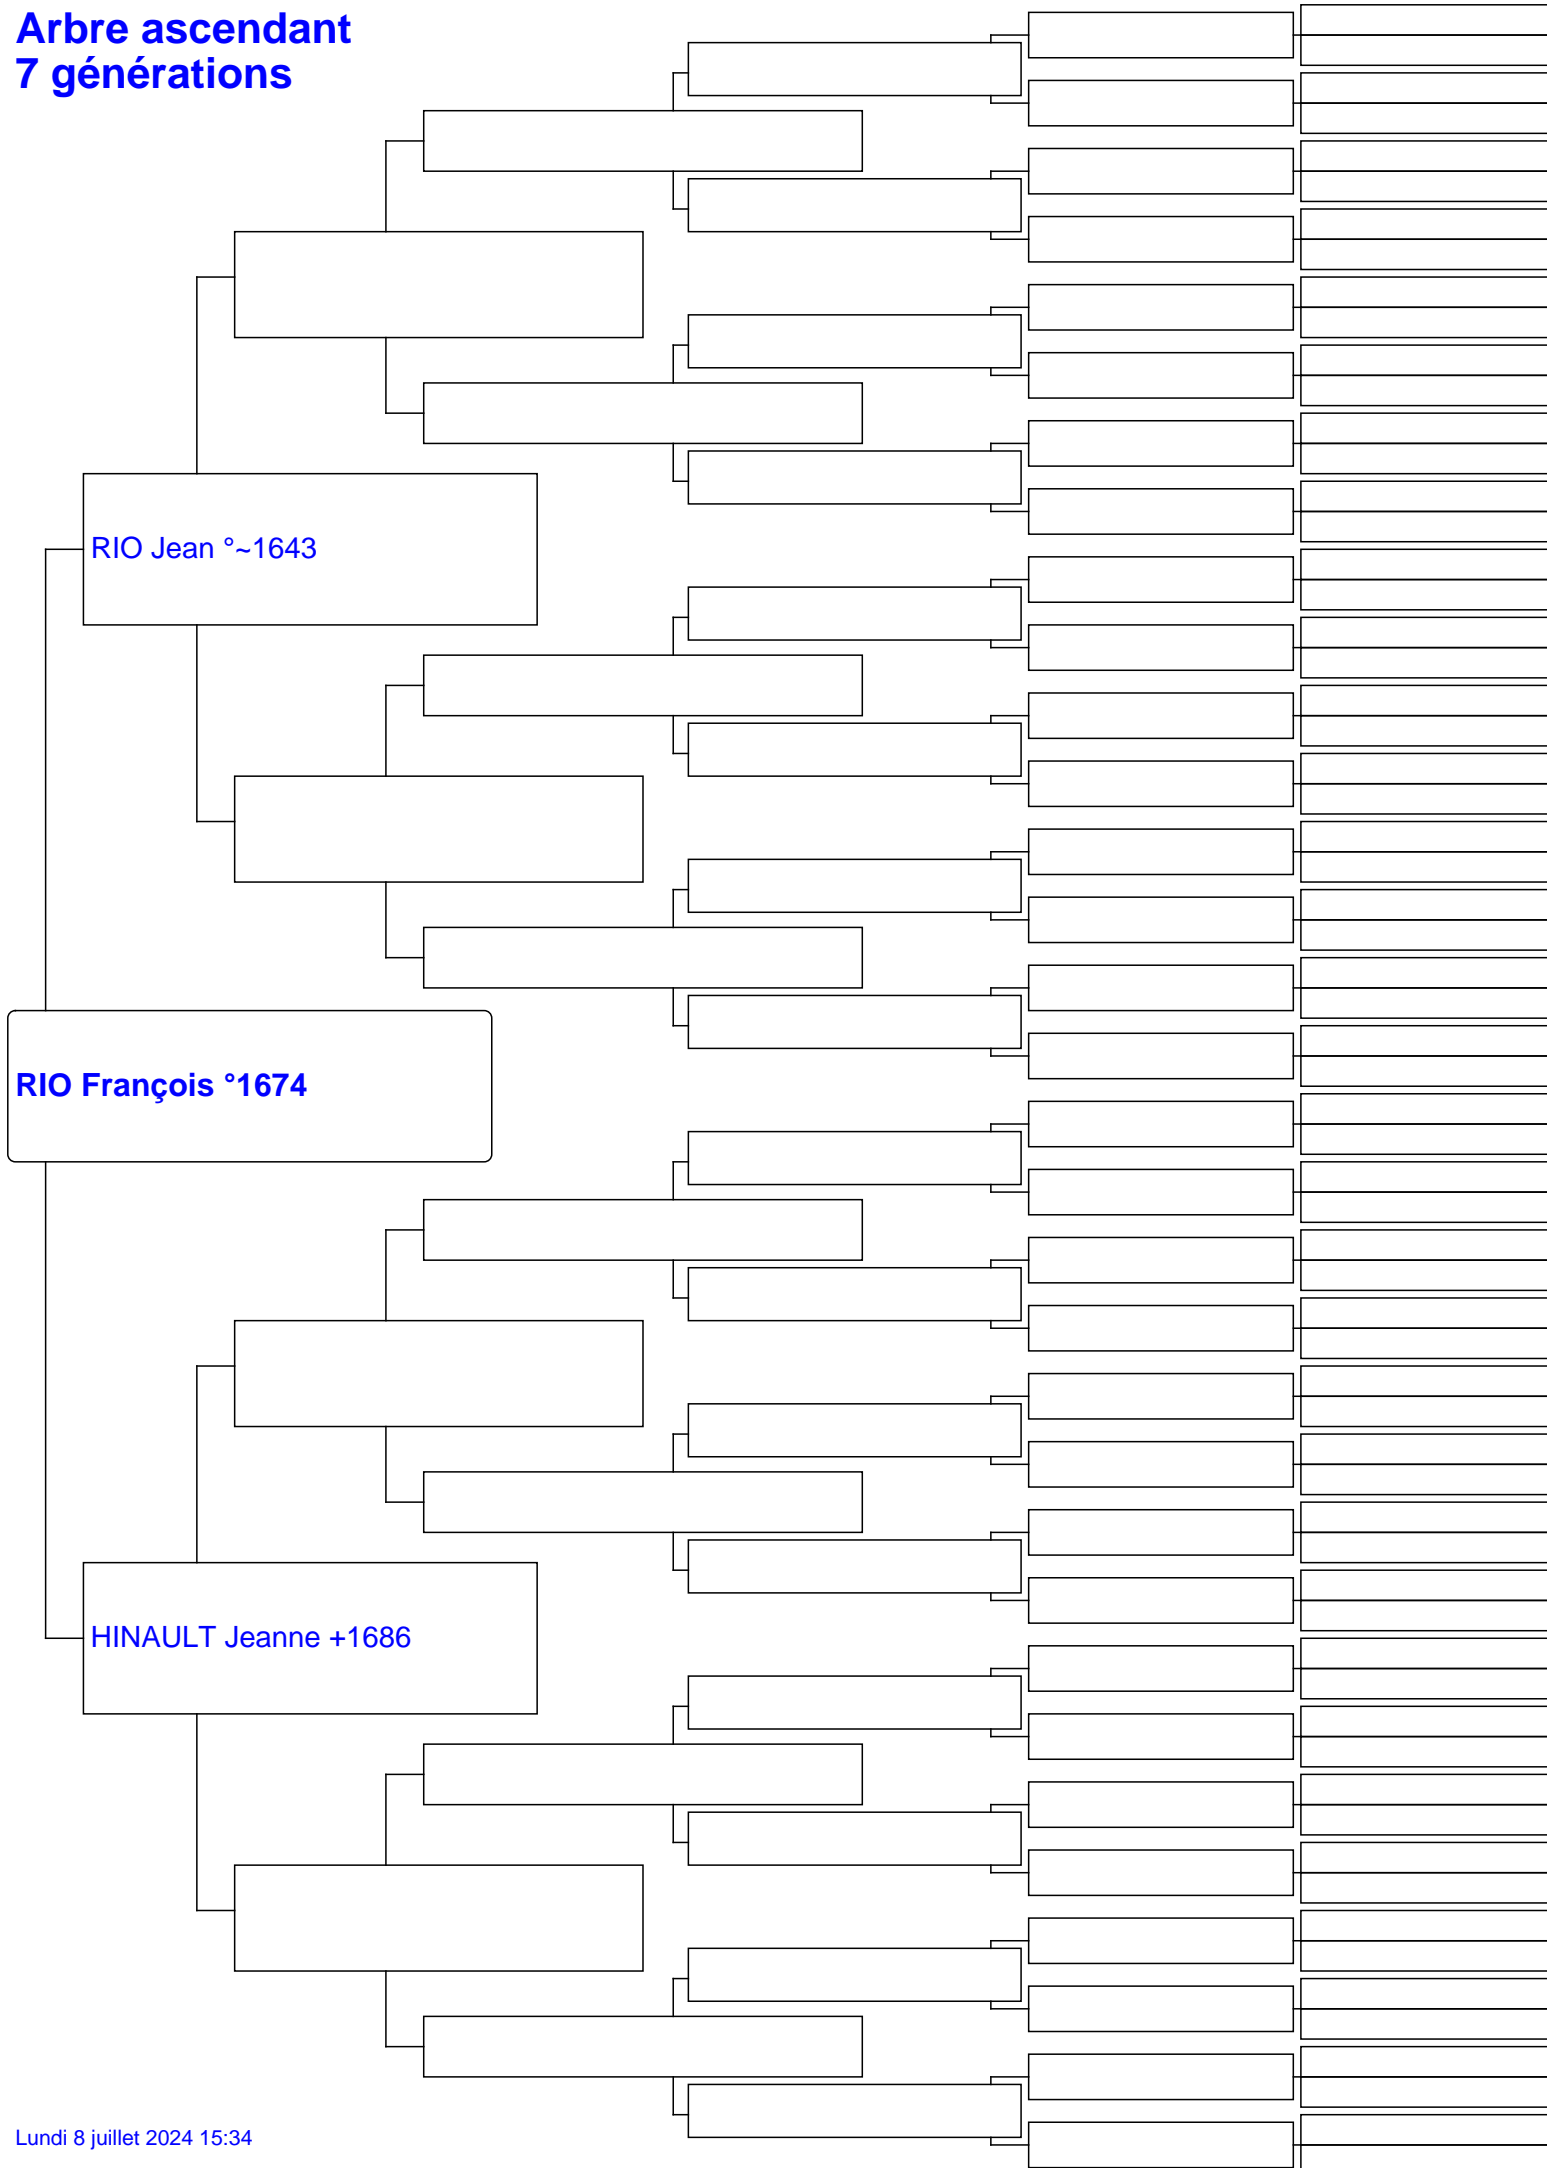 Arbre ascendant
7 générations
RIO Jean °~1643
RIO François °1674
HINAULT Jeanne +1686
Lundi 8 juillet 2024 15:34